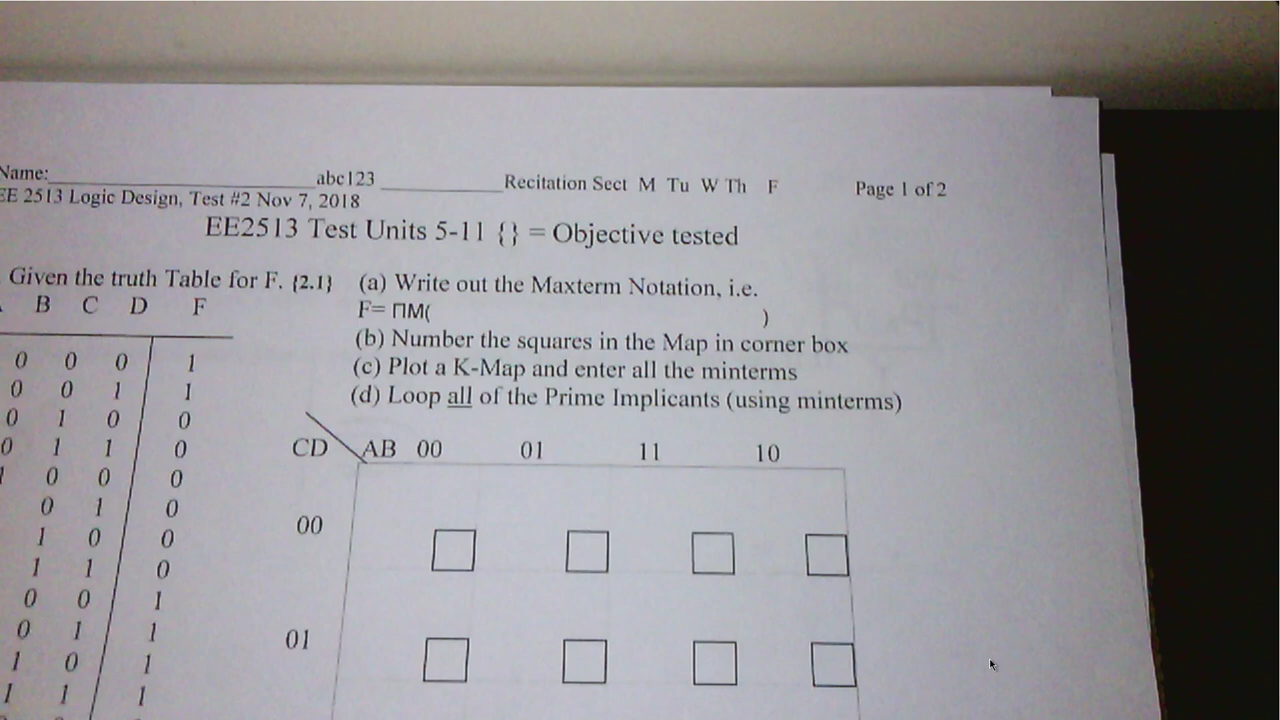 Name: abc123 Recitation Sect M Tu W Th F Page 1 of 2
EE 2513 Logic Design, Test #2 Nov 7, 2018
EE2513 Test Units 5-11 {} = Objective tested
Given the truth Table for F. {2.1} (a) Write out the Maxterm Notation, i.e.
B C D F F= ΠM( )
(b) Number the squares in the Map in corner box
(c) Plot a K-Map and enter all the minterms
(d) Loop all of the Prime Implicants (using minterms)
0 0 0 1
0 0 1 1
0 1 0 0
0 1 1 0
1 0 0 0
0 1 0
1 0 0
1 1 0
0 0 1
0 1 1
1 0 1
1 1 1
CD AB 00 01 11 10
00
01